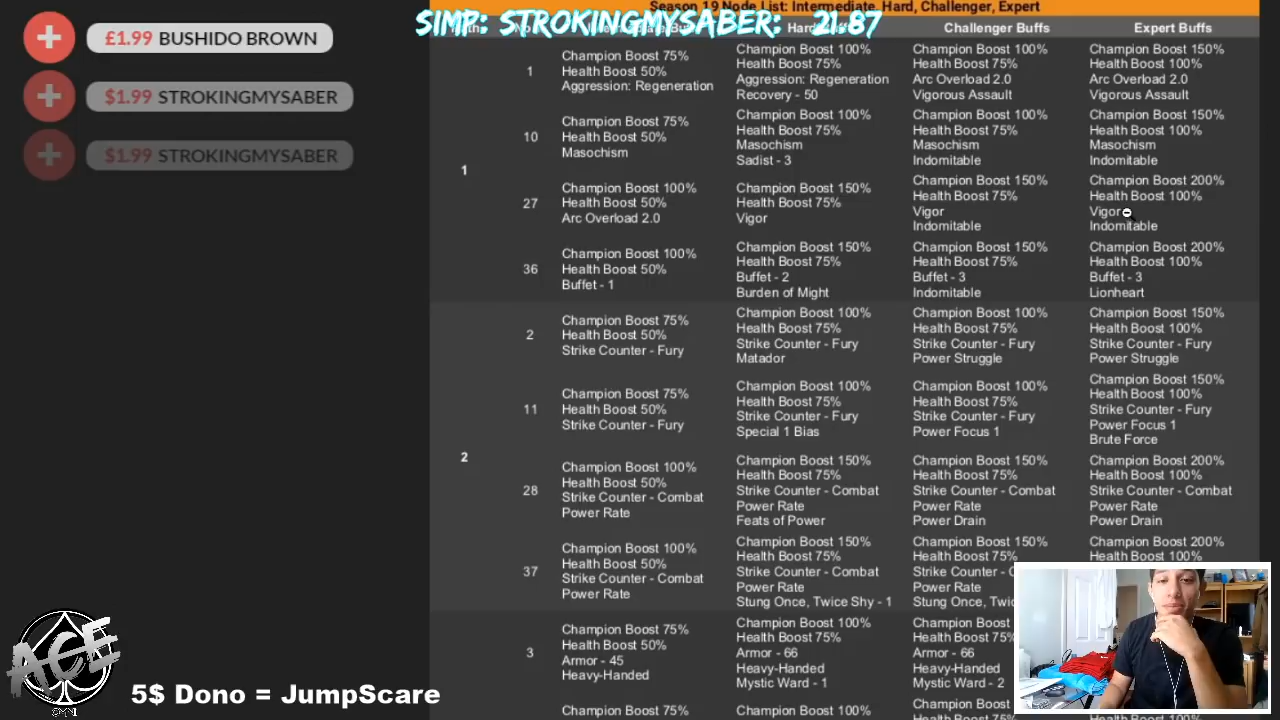 + £1.99 BUSHIDO BROWN
+ $1.99 STROKINGMYSABER
+ $1.99 STROKINGMYSABER
SIMP: STROKINGMYSABER: 21.87
Season 19 Node List: Intermediate, Hard, Challenger, Expert
Challenger Buffs Expert Buffs
1
1
Champion Boost 75%
Health Boost 50%
Aggression: Regeneration
Champion Boost 100%
Health Boost 75%
Aggression: Regeneration
Recovery - 50
Champion Boost 100%
Health Boost 75%
Arc Overload 2.0
Vigorous Assault
Champion Boost 150%
Health Boost 100%
Arc Overload 2.0
Vigorous Assault
10
Champion Boost 75%
Health Boost 50%
Masochism
Champion Boost 100%
Health Boost 75%
Masochism
Sadist - 3
Champion Boost 100%
Health Boost 75%
Masochism
Indomitable
Champion Boost 150%
Health Boost 100%
Masochism
Indomitable
27
Champion Boost 100%
Health Boost 50%
Arc Overload 2.0
Champion Boost 150%
Health Boost 75%
Vigor
Champion Boost 150%
Health Boost 75%
Vigor
Indomitable
Champion Boost 200%
Health Boost 100%
Vigor
Indomitable
36
Champion Boost 100%
Health Boost 50%
Buffet - 1
Champion Boost 150%
Health Boost 75%
Buffet - 2
Burden of Might
Champion Boost 150%
Health Boost 75%
Buffet - 3
Indomitable
Champion Boost 200%
Health Boost 100%
Buffet - 3
Lionheart
2
2
Champion Boost 75%
Health Boost 50%
Strike Counter - Fury
Champion Boost 100%
Health Boost 75%
Strike Counter - Fury
Matador
Champion Boost 100%
Health Boost 75%
Strike Counter - Fury
Power Struggle
Champion Boost 150%
Health Boost 100%
Strike Counter - Fury
Power Struggle
11
Champion Boost 75%
Health Boost 50%
Strike Counter - Fury
Champion Boost 100%
Health Boost 75%
Strike Counter - Fury
Special 1 Bias
Champion Boost 100%
Health Boost 75%
Strike Counter - Fury
Power Focus 1
Champion Boost 150%
Health Boost 100%
Strike Counter - Fury
Power Focus 1
Brute Force
28
Champion Boost 100%
Health Boost 50%
Strike Counter - Combat
Power Rate
Champion Boost 150%
Health Boost 75%
Strike Counter - Combat
Power Rate
Feats of Power
Champion Boost 150%
Health Boost 75%
Strike Counter - Combat
Power Rate
Power Drain
Champion Boost 200%
Health Boost 100%
Strike Counter - Combat
Power Rate
Power Drain
37
Champion Boost 100%
Health Boost 50%
Strike Counter - Combat
Power Rate
Champion Boost 150%
Health Boost 75%
Strike Counter - Combat
Power Rate
Stung Once, Twice Shy - 1
Champion Boost 150%
Health Boost 75%
Strike Counter - C
Power Rate
Stung Once, Twic
Champion Boost 200%
Health Boost 100%
3
Champion Boost 75%
Health Boost 50%
Armor - 45
Heavy-Handed
Champion Boost 100%
Health Boost 75%
Armor - 66
Heavy-Handed
Mystic Ward - 1
Champion Boost
Health Boost 75%
Armor - 66
Heavy-Handed
Mystic Ward - 2
Champion Boost 75%
Champion Boost 100%
Champion Boost
ACE
OMNI
5$ Dono = JumpScare